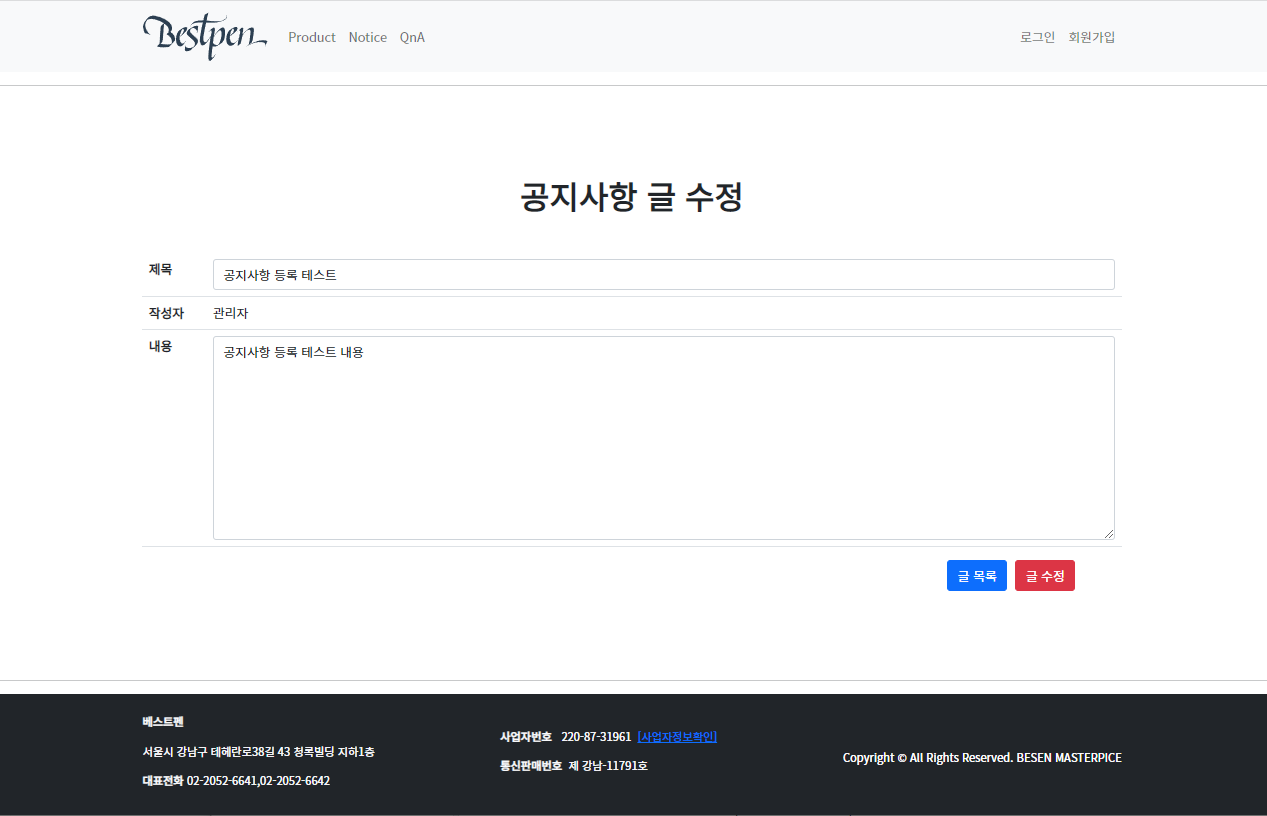 Bestpen Product Notice QnA 로그인 회원가입
공지사항 글 수정
제목 공지사항 등록 테스트
작성자 관리자
내용 공지사항 등록 테스트 내용
글 목록 글 수정
베스트펜
서울시 강남구 테헤란로38길 43 청록빌딩 지하1층
대표전화 02-2052-6641,02-2052-6642
사업자번호 220-87-31961 [사업자정보확인]
통신판매번호 제 강남-11791호
Copyright © All Rights Reserved. BESEN MASTERPICE